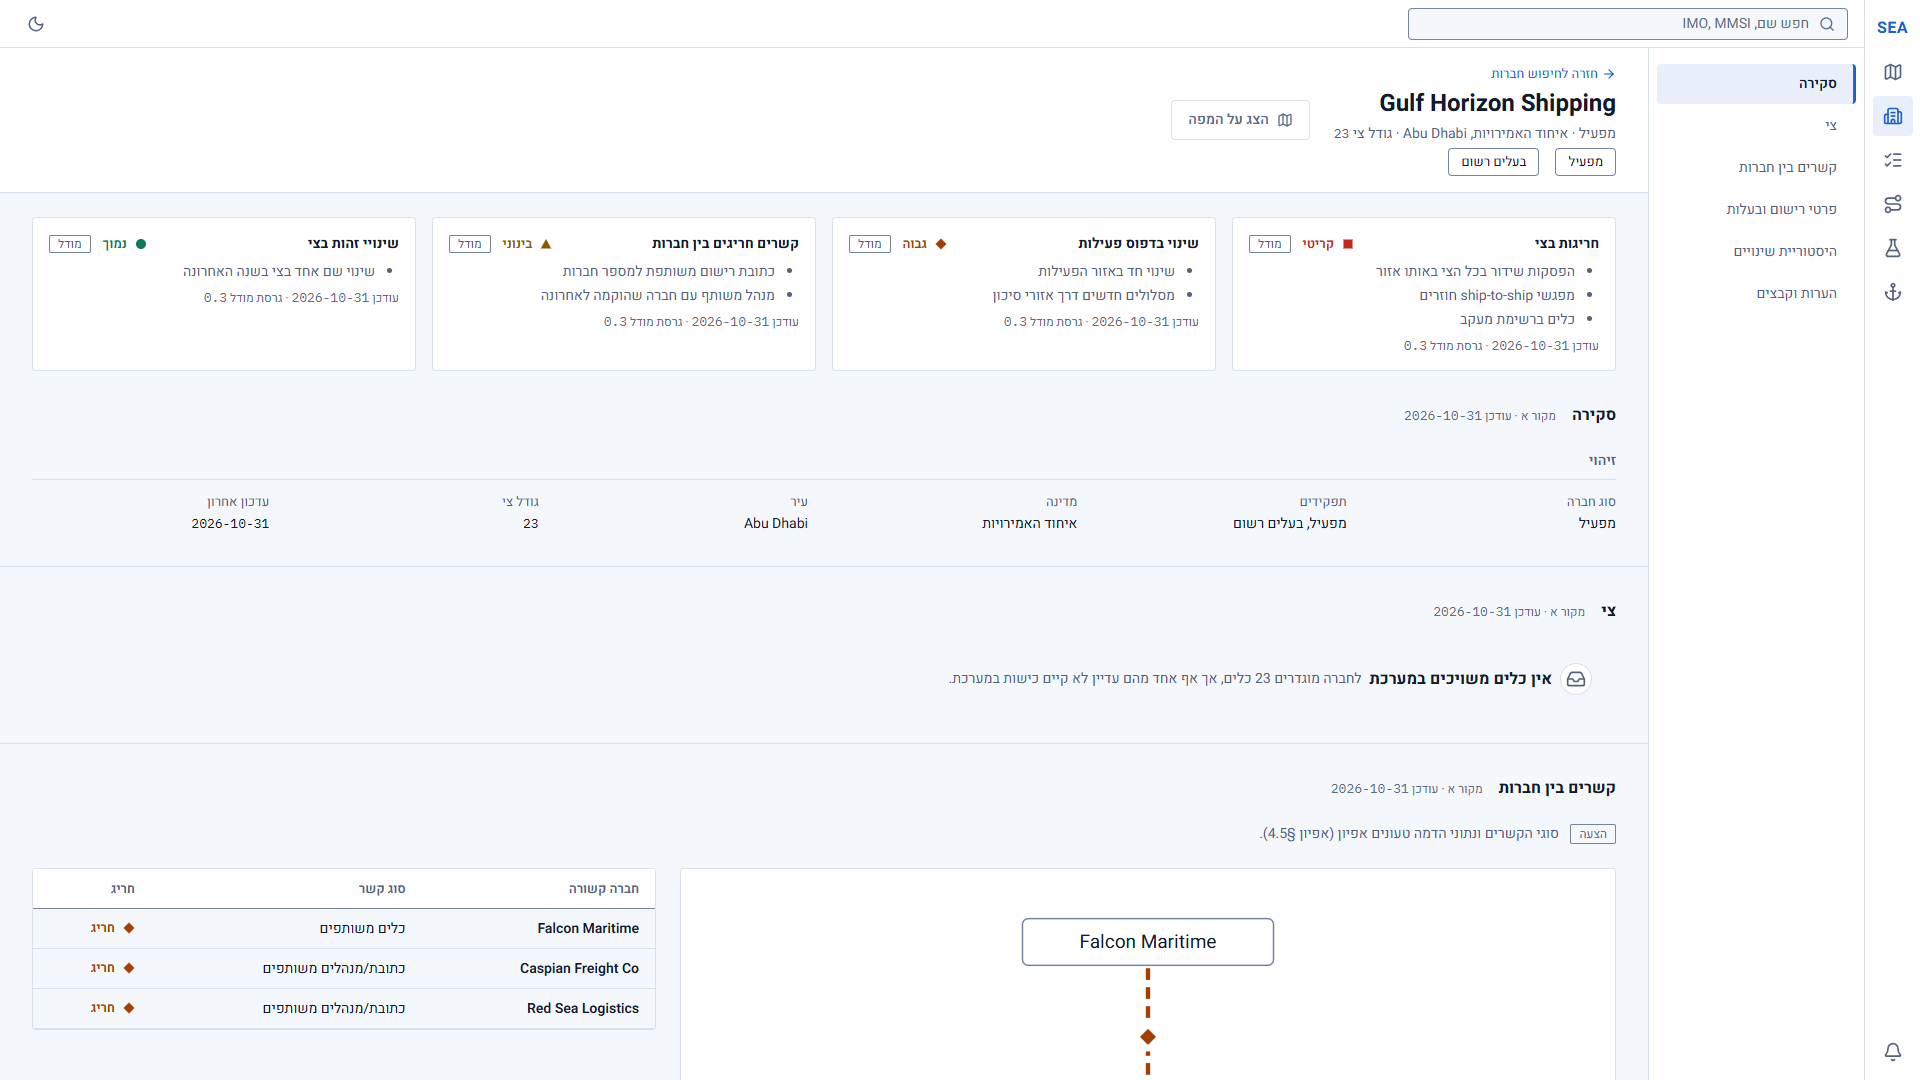 SEA
חפש שם, IMO, MMSI
סקירה
צי
קשרים בין חברות
פרטי רישום ובעלות
היסטוריית שינויים
הערות וקבצים
→ חזרה לחיפוש חברות
Gulf Horizon Shipping
מפעיל · איחוד האמירויות, Abu Dhabi · גודל צי 23
מפעיל
בעלים רשום
הצג על המפה
חריגות בצי
קריטי
מודל
• הפסקות שידור בכל הצי באותו אזור
• מפגשי ship-to-ship חוזרים
• כלים ברשימת מעקב
עודכן 2026-10-31 · גרסת מודל 0.3
שינוי בדפוס פעילות
גבוה
מודל
• שינוי חד באזור הפעילות
• מסלולים חדשים דרך אזורי סיכון
עודכן 2026-10-31 · גרסת מודל 0.3
קשרים חריגים בין חברות
בינוני
מודל
• כתובת רישום משותפת למספר חברות
• מנהל משותף עם חברה שהוקמה לאחרונה
עודכן 2026-10-31 · גרסת מודל 0.3
שינויי זהות בצי
נמוך
מודל
• שינוי שם אחד בצי בשנה האחרונה
עודכן 2026-10-31 · גרסת מודל 0.3
סקירה מקור א · עודכן 2026-10-31
זיהוי
סוג חברה
מפעיל
תפקידים
מפעיל, בעלים רשום
מדינה
איחוד האמירויות
עיר
Abu Dhabi
גודל צי
23
עדכון אחרון
2026-10-31
צי מקור א · עודכן 2026-10-31
אין כלים משויכים במערכת לחברה מוגדרים 23 כלים, אך אף אחד מהם עדיין לא קיים כישות במערכת.
קשרים בין חברות מקור א · עודכן 2026-10-31
הצעה סוגי הקשרים ונתוני הדמה טעונים אפיון (אפיון §4.5).
Falcon Maritime
חברה קשורה סוג קשר חריג
Falcon Maritime כלים משותפים חריג
Caspian Freight Co כתובת/מנהלים משותפים חריג
Red Sea Logistics כתובת/מנהלים משותפים חריג